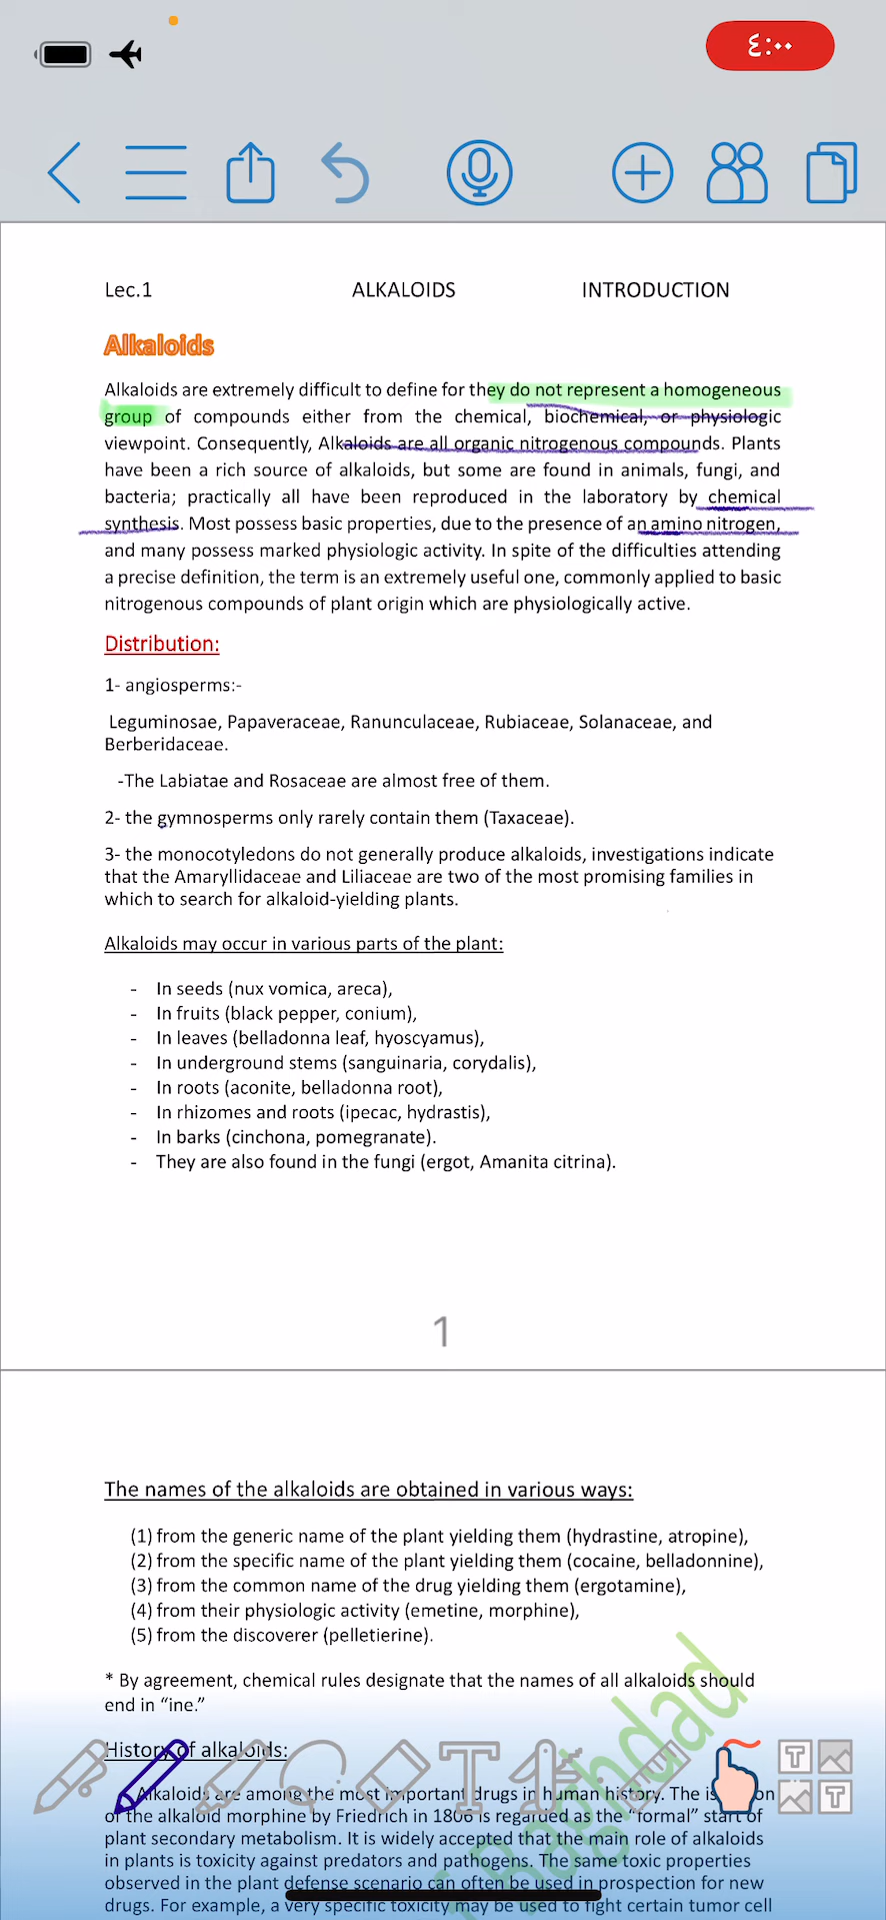 ٤:٠٠
Lec.1 ALKALOIDS INTRODUCTION
Alkaloids
Alkaloids are extremely difficult to define for they do not represent a homogeneous
group of compounds either from the chemical, biochemical, or physiologic
viewpoint. Consequently, Alkaloids are all organic nitrogenous compounds. Plants
have been a rich source of alkaloids, but some are found in animals, fungi, and
bacteria; practically all have been reproduced in the laboratory by chemical
synthesis. Most possess basic properties, due to the presence of an amino nitrogen,
and many possess marked physiologic activity. In spite of the difficulties attending
a precise definition, the term is an extremely useful one, commonly applied to basic
nitrogenous compounds of plant origin which are physiologically active.
Distribution:
1- angiosperms:-
Leguminosae, Papaveraceae, Ranunculaceae, Rubiaceae, Solanaceae, and
Berberidaceae.
-The Labiatae and Rosaceae are almost free of them.
2- the gymnosperms only rarely contain them (Taxaceae).
3- the monocotyledons do not generally produce alkaloids, investigations indicate
that the Amaryllidaceae and Liliaceae are two of the most promising families in
which to search for alkaloid-yielding plants.
Alkaloids may occur in various parts of the plant:
- In seeds (nux vomica, areca),
- In fruits (black pepper, conium),
- In leaves (belladonna leaf, hyoscyamus),
- In underground stems (sanguinaria, corydalis),
- In roots (aconite, belladonna root),
- In rhizomes and roots (ipecac, hydrastis),
- In barks (cinchona, pomegranate).
- They are also found in the fungi (ergot, Amanita citrina).
1
The names of the alkaloids are obtained in various ways:
(1) from the generic name of the plant yielding them (hydrastine, atropine),
(2) from the specific name of the plant yielding them (cocaine, belladonnine),
(3) from the common name of the drug yielding them (ergotamine),
(4) from their physiologic activity (emetine, morphine),
(5) from the discoverer (pelletierine).
* By agreement, chemical rules designate that the names of all alkaloids should
end in “ine.”
History of alkaloids:
Alkaloids are among the most important drugs in human history. The
of the alkaloid morphine by Friedrich in 1806 is regarded as the “formal” start of
plant secondary metabolism. It is widely accepted that the main role of alkaloids
in plants is toxicity against predators and pathogens. The same toxic properties
observed in the plant defense scenario can often be used in prospection for new
drugs. For example, a very specific toxicity may be used to fight certain tumor cell
Baghdad